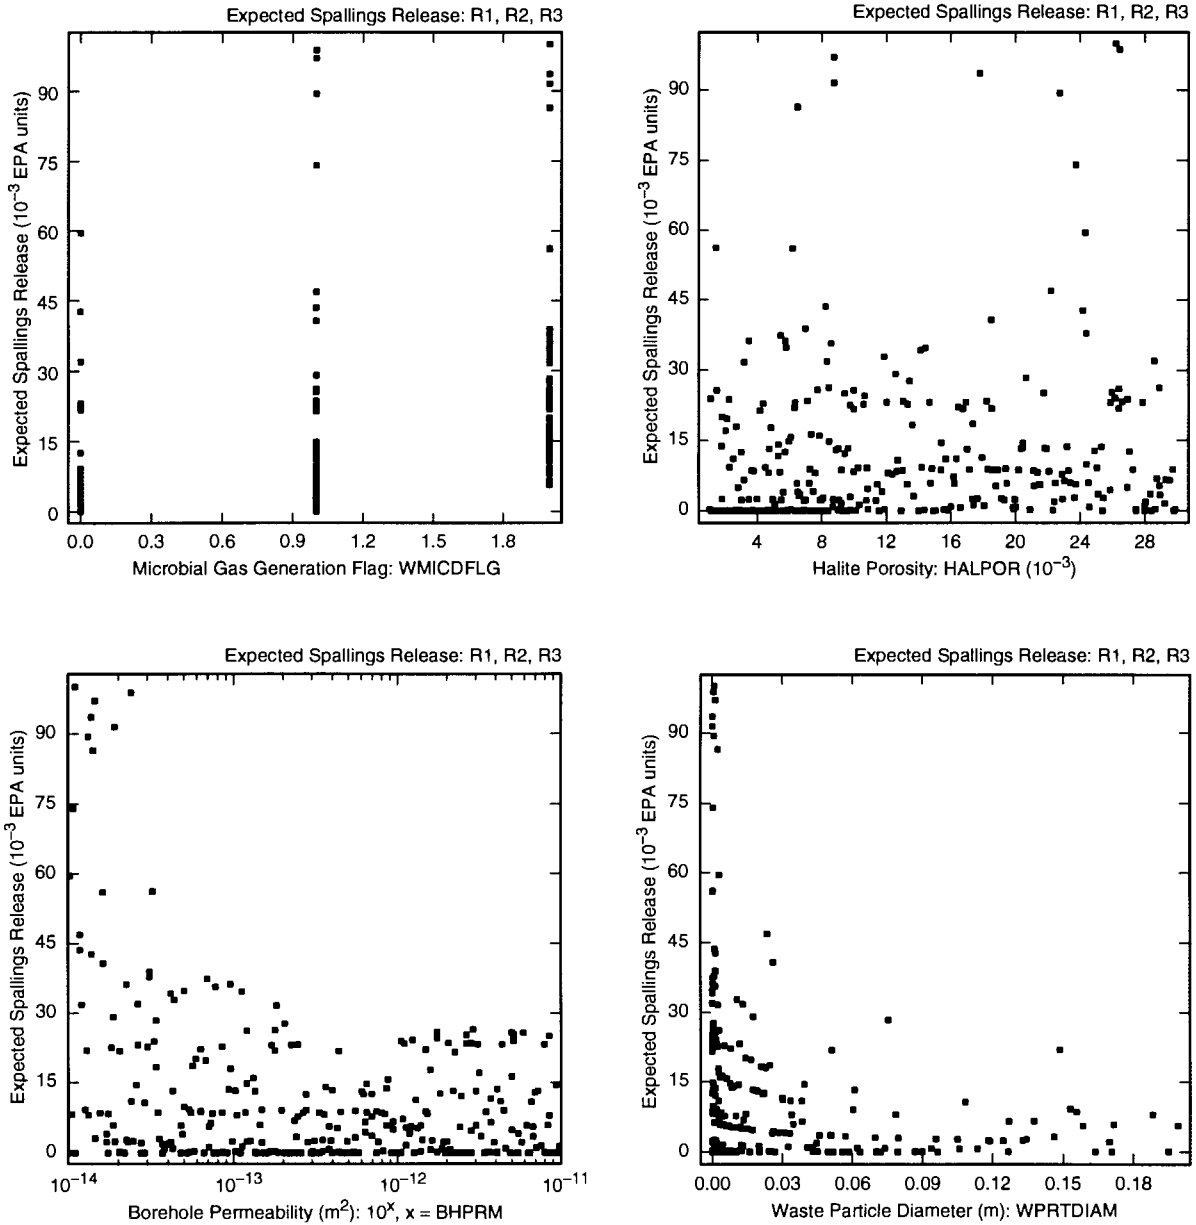 Expected Spallings Release: R1, R2, R3
Expected Spallings Release (10⁻³ EPA units)
90
75
60
45
30
15
0
0.0 0.3 0.6 0.9 1.2 1.5 1.8
Microbial Gas Generation Flag: WMICDFLG
Expected Spallings Release: R1, R2, R3
Expected Spallings Release (10⁻³ EPA units)
90
75
60
45
30
15
0
4 8 12 16 20 24 28
Halite Porosity: HALPOR (10⁻³)
Expected Spallings Release: R1, R2, R3
Expected Spallings Release (10⁻³ EPA units)
90
75
60
45
30
15
0
10⁻¹⁴ 10⁻¹³ 10⁻¹² 10⁻¹¹
Borehole Permeability (m²): 10ˣ, x = BHPRM
Expected Spallings Release: R1, R2, R3
Expected Spallings Release (10⁻³ EPA units)
90
75
60
45
30
15
0
0.00 0.03 0.06 0.09 0.12 0.15 0.18
Waste Particle Diameter (m): WPRTDIAM